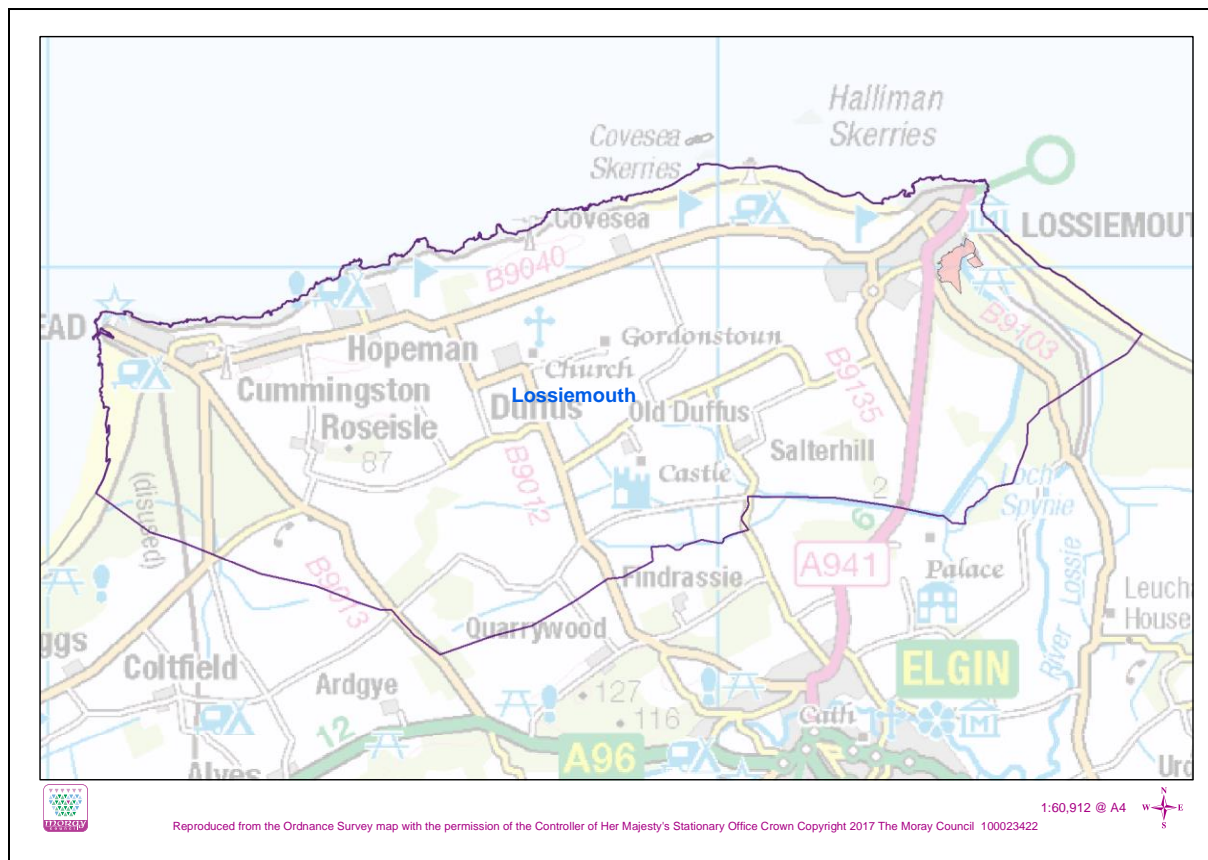 Halliman
Skerries
Covesea
Skerries
Covesea
LOSSIEMOUT
B9040
EAD
Hopeman
Gordonstoun
Church
B9103
Cummingston
Lossiemouth
Duffus
Old Duffus
B9135
Roseisle
87
Salterhill
Castle
2
Loch
Spynie
B9012
6
(disused)
A941
Palace
Findrassie
B9013
River Lossie
Leucha
House
Quarrywood
ggs
Coltfield
ELGIN
Ardgye
127
116
12
Cath
M
A96
Alves
Urq
moray
council
1:60,912 @ A4
N
W E
S
Reproduced from the Ordnance Survey map with the permission of the Controller of Her Majesty's Stationary Office Crown Copyright 2017 The Moray Council 100023422